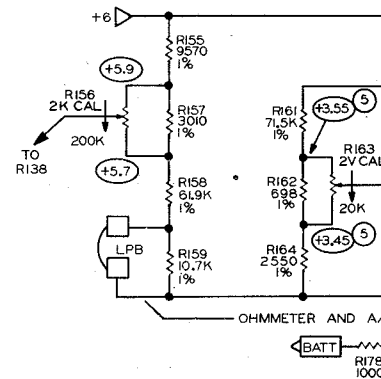 +6
R155
9570
1%
+5.9
R156
2K CAL
200K
TO
R138
R157
3010
1%
+5.7
R158
61.9K
1%
LPB
R159
10.7K
1%
R161
71.5K
1%
+3.55
5
R163
2V CAL
20K
R162
698
1%
+3.45
5
R164
2550
1%
OHMMETER AND A/
BATT
R178
1000